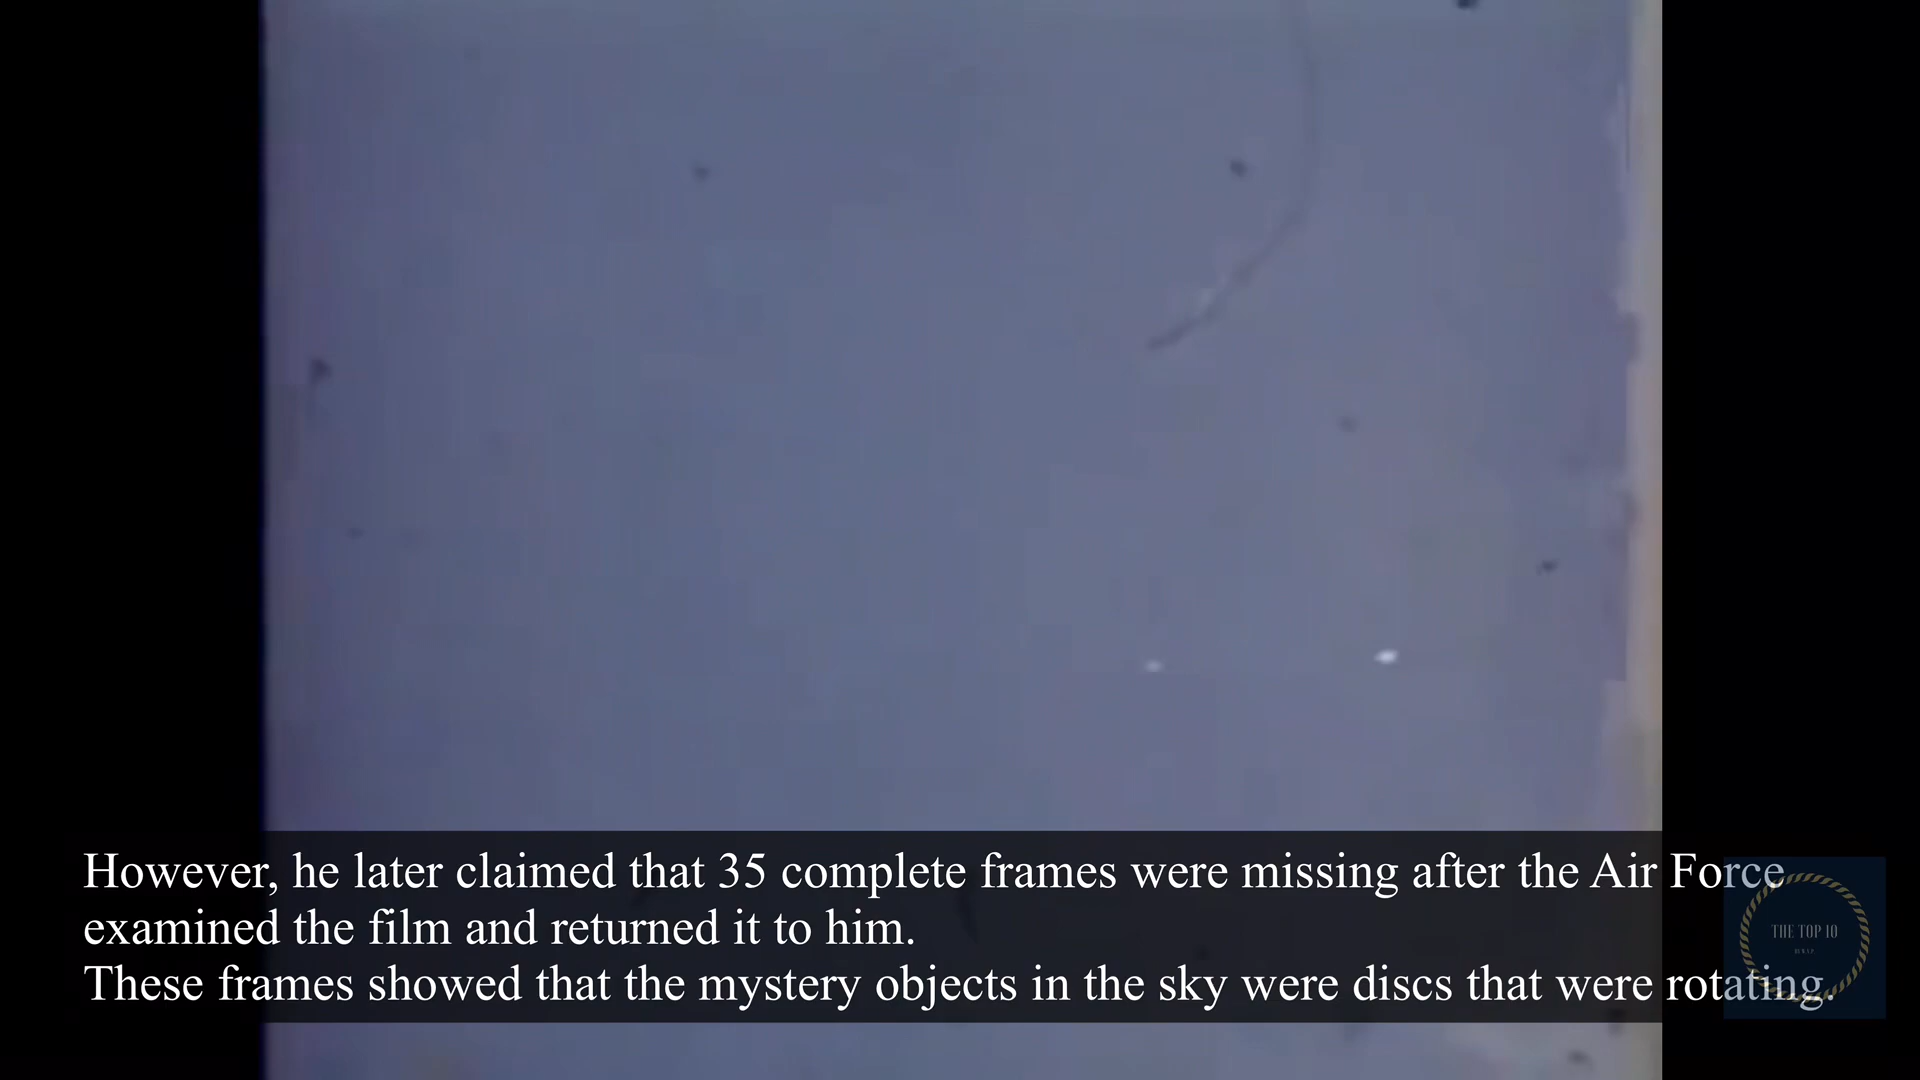 However, he later claimed that 35 complete frames were missing after the Air Force
examined the film and returned it to him.
These frames showed that the mystery objects in the sky were discs that were rotating.
THE TOP 10